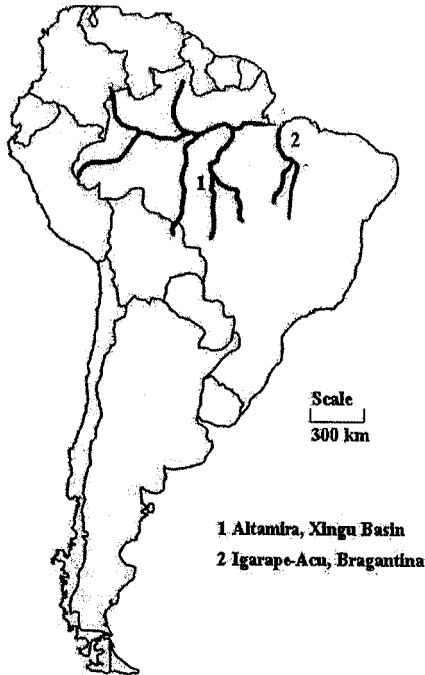 2
1
Scale
300 km
1 Altamira, Xingu Basin
2 Igarape-Acu, Bragantina